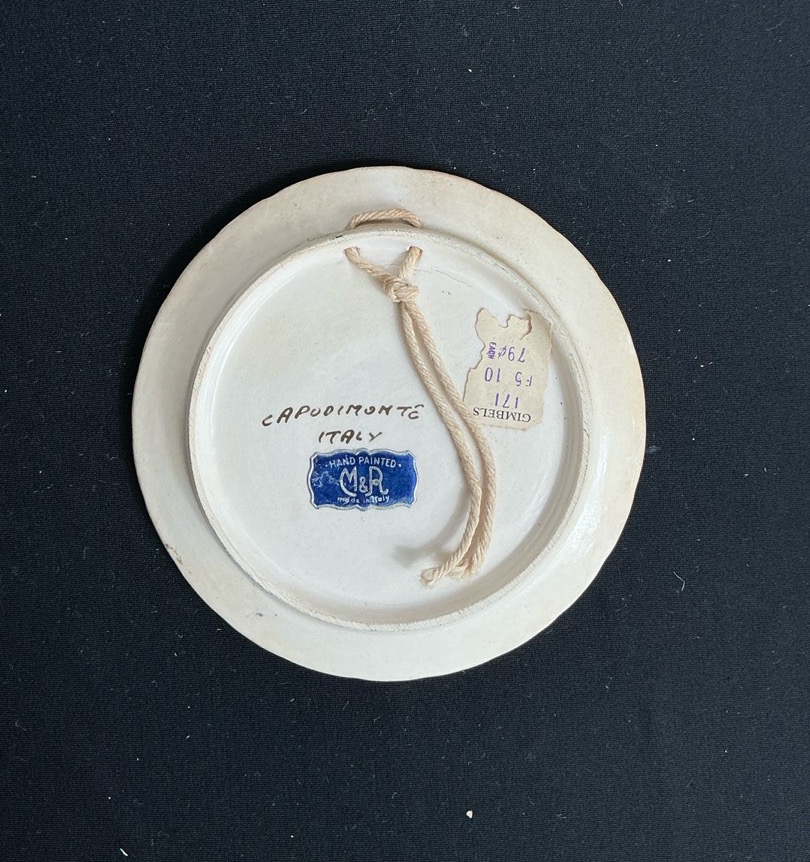 CAPODIMONTE
ITALY
HAND PAINTED
M&R
made in Italy
GIMBELS
171
F5 10
79¢